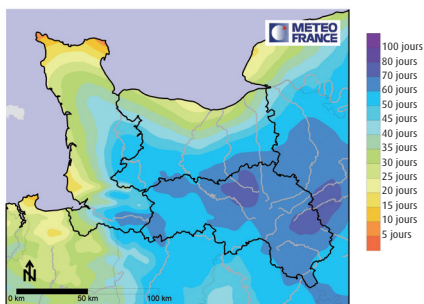 METEO
FRANCE
100 jours
80 jours
70 jours
60 jours
50 jours
45 jours
40 jours
35 jours
30 jours
25 jours
20 jours
15 jours
10 jours
5 jours
N
0 km
50 km
100 km